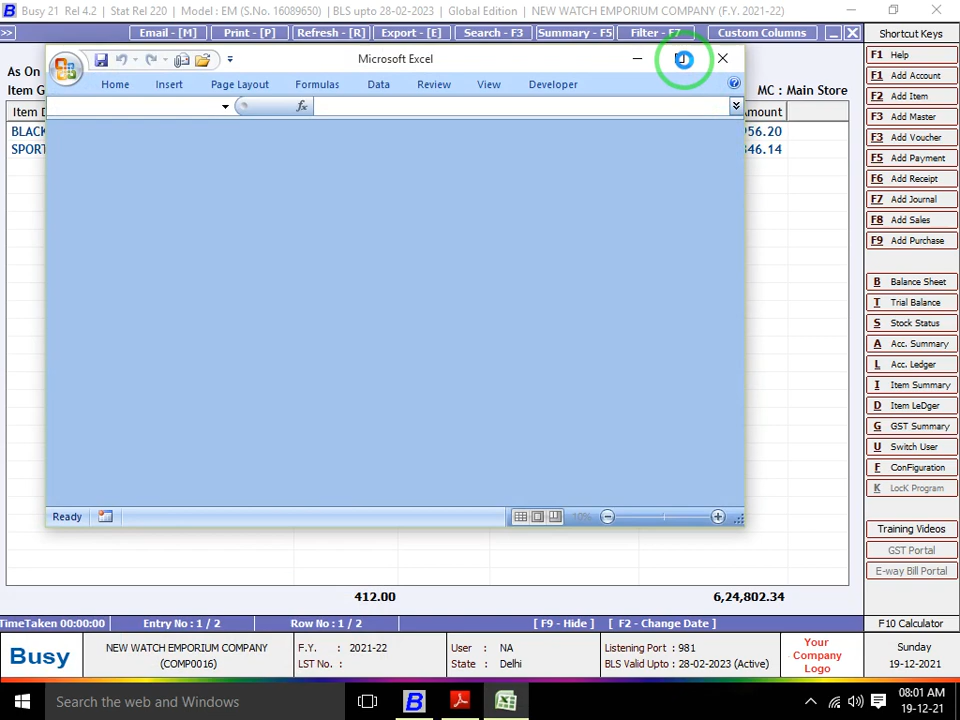 Busy 21 Rel 4.2 | Stat Rel 220 | Model : EM (S.No. 16089650) | BLS upto 28-02-2023 | Global Edition | NEW WATCH EMPORIUM COMPANY (F.Y. 2021-22)
>> Email - [M] Print - [P] Refresh - [R] Export - [E] Search - F3 Summary - F5 Filter - F7 Custom Columns
Shortcut Keys
Microsoft Excel
Home Insert Page Layout Formulas Data Review View Developer
fx
As On
Item G MC : Main Store
Item D Amount
BLACK 956.20
SPORT 846.14
Ready
412.00 6,24,802.34
TimeTaken 00:00:00 Entry No : 1 / 2 Row No : 1 / 2 [ F9 - Hide ] [ F2 - Change Date ]
Busy
NEW WATCH EMPORIUM COMPANY
(COMP0016)
F.Y. : 2021-22
LST No. :
User : NA
State : Delhi
Listening Port : 981
BLS Valid Upto : 28-02-2023 (Active)
Your
Company
Logo
F1 Help
F1 Add Account
F2 Add Item
F3 Add Master
F3 Add Voucher
F5 Add Payment
F6 Add Receipt
F7 Add Journal
F8 Add Sales
F9 Add Purchase
B Balance Sheet
T Trial Balance
S Stock Status
A Acc. Summary
L Acc. Ledger
I Item Summary
D Item LeDger
G GST Summary
U Switch User
F ConFiguration
K LocK Program
Training Videos
GST Portal
E-way Bill Portal
F10 Calculator
Sunday
19-12-2021
Search the web and Windows
08:01 AM
19-12-21